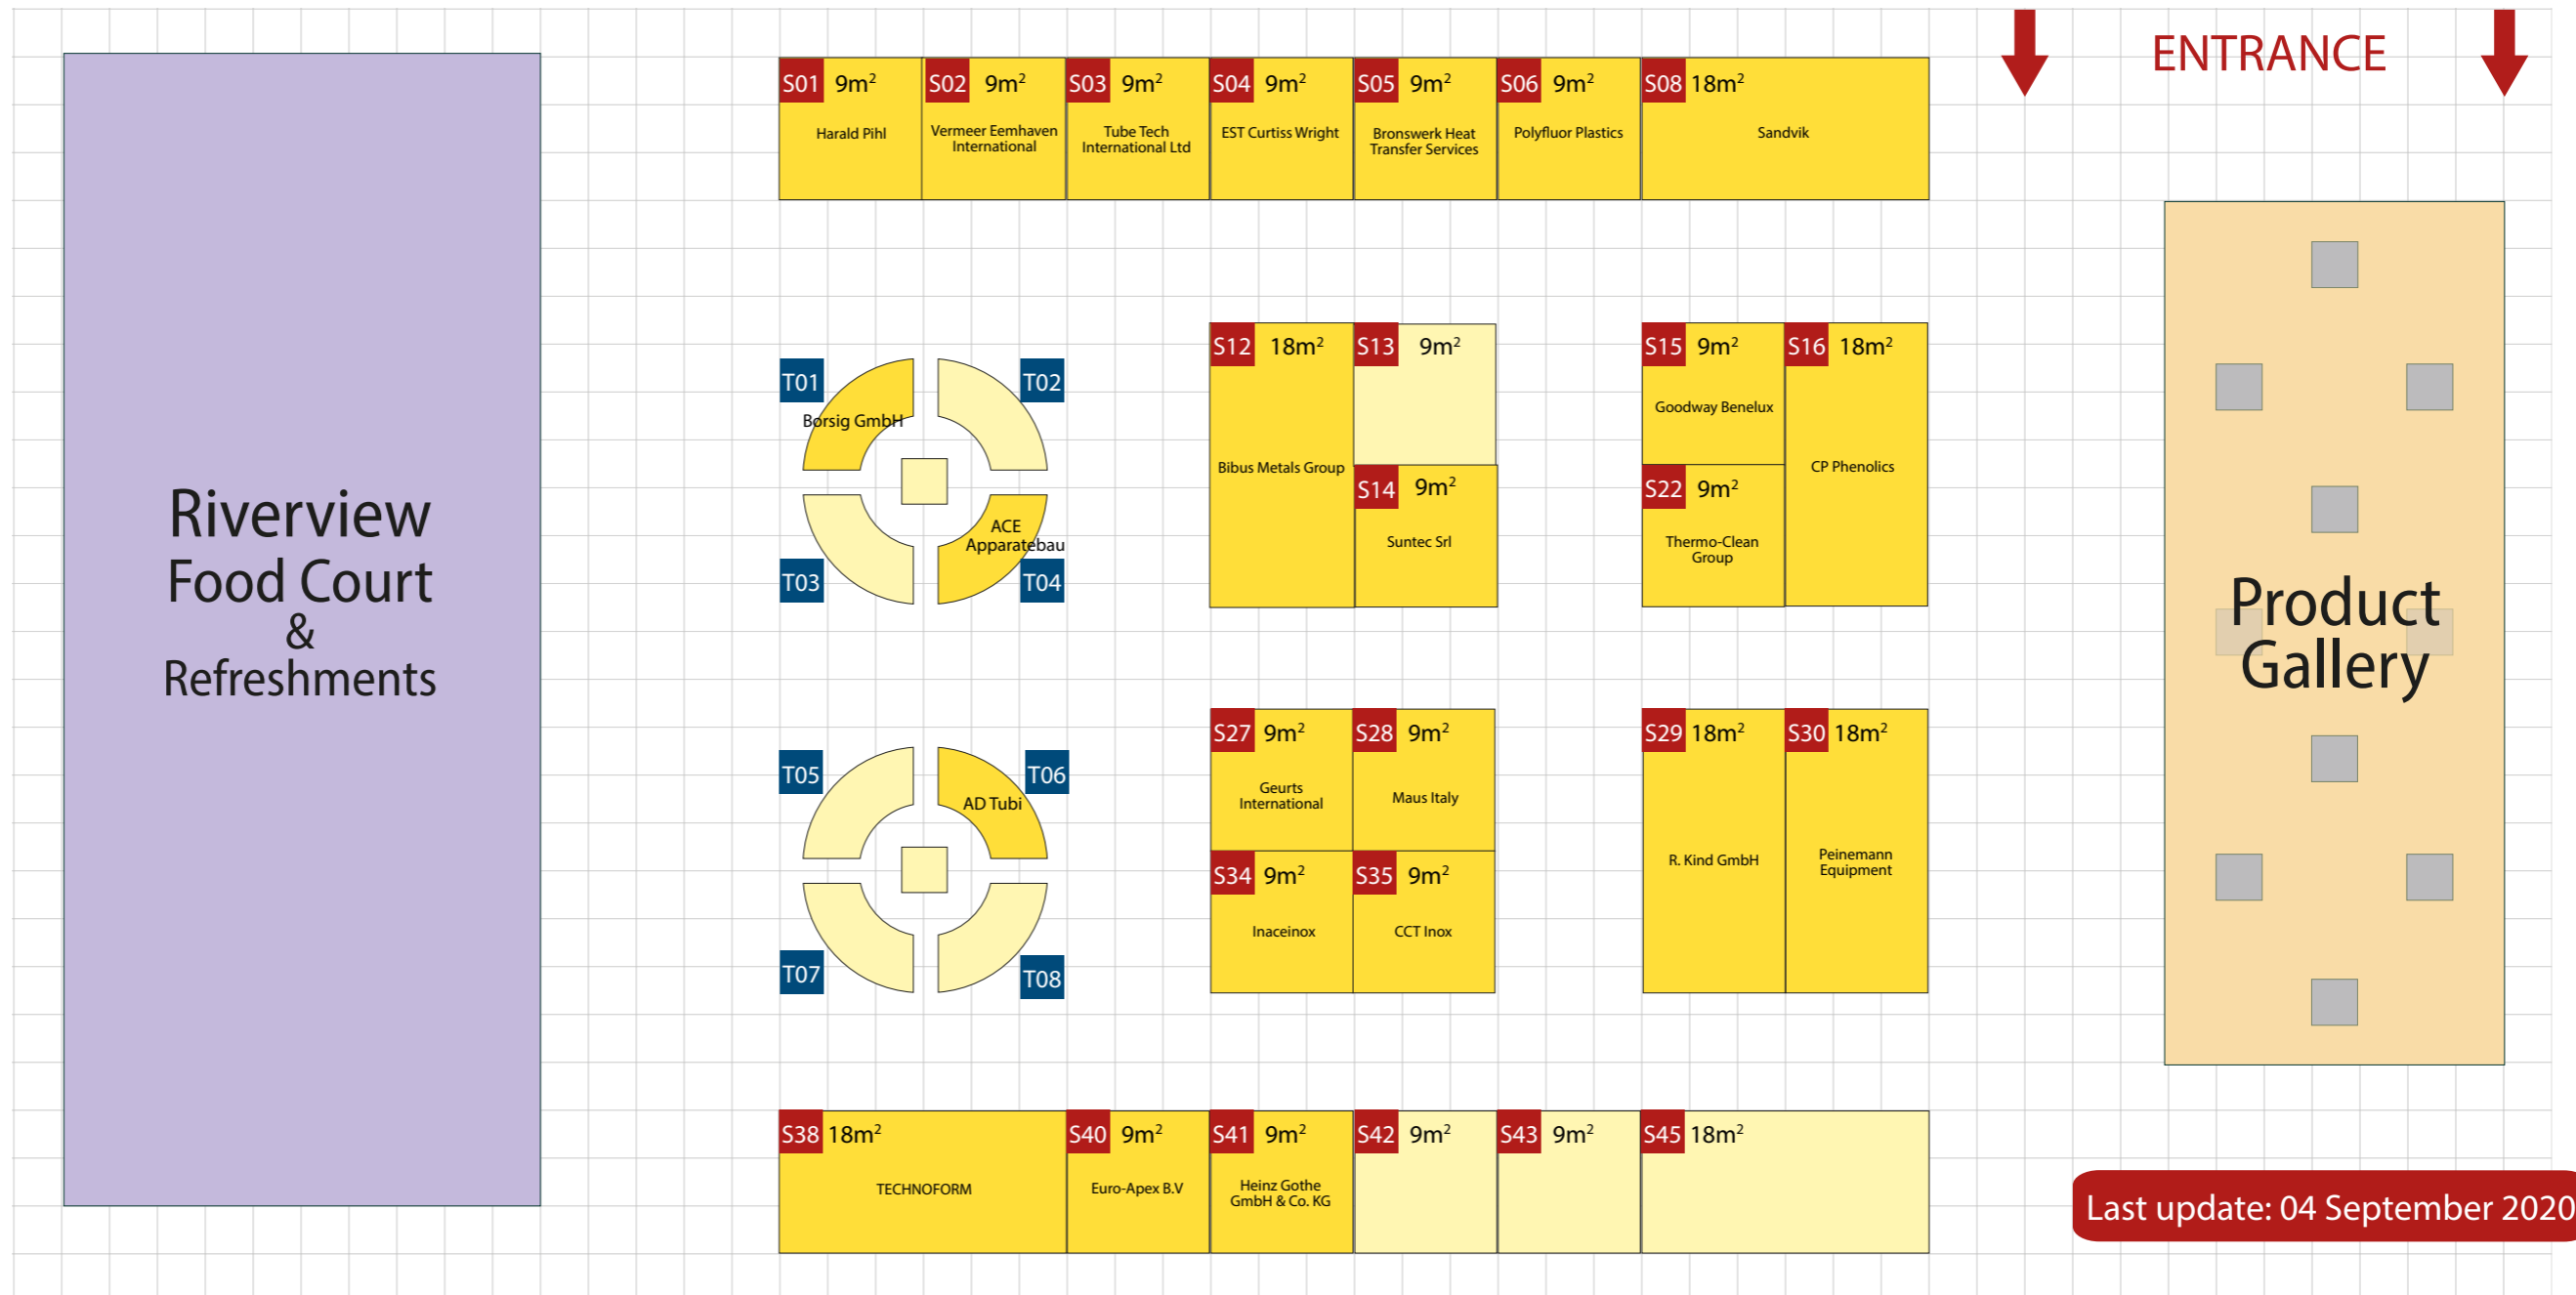 ENTRANCE
S01 9m²
Harald Pihl
S02 9m²
Vermeer Eemhaven
International
S03 9m²
Tube Tech
International Ltd
S04 9m²
EST Curtiss Wright
S05 9m²
Bronswerk Heat
Transfer Services
S06 9m²
Polyfluor Plastics
S08 18m²
Sandvik
Riverview
Food Court
&
Refreshments
T01
Borsig GmbH
T02
T03
ACE
Apparatebau
T04
S12 18m²
Bibus Metals Group
S13 9m²
S14 9m²
Suntec Srl
S15 9m²
Goodway Benelux
S16 18m²
CP Phenolics
S22 9m²
Thermo-Clean
Group
Product
Gallery
T05
T06
AD Tubi
T07
T08
S27 9m²
Geurts
International
S28 9m²
Maus Italy
S34 9m²
Inaceinox
S35 9m²
CCT Inox
S29 18m²
R. Kind GmbH
S30 18m²
Peinemann
Equipment
S38 18m²
TECHNOFORM
S40 9m²
Euro-Apex B.V
S41 9m²
Heinz Gothe
GmbH & Co. KG
S42 9m²
S43 9m²
S45 18m²
Last update: 04 September 2020